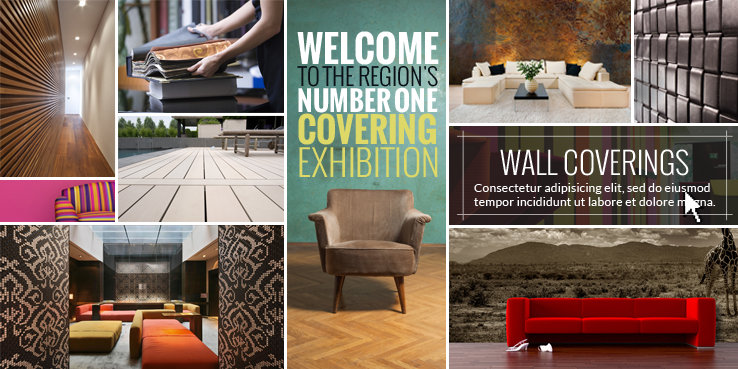 WELCOME
TO THE REGION'S
NUMBER ONE
COVERING
EXHIBITION
WALL COVERINGS
Consectetur adipisicing elit, sed do eiusmod
tempor incididunt ut labore et dolore magna.